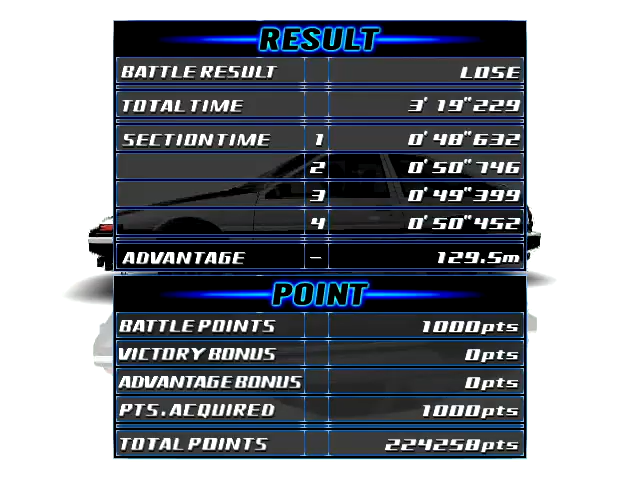 RESULT
BATTLE RESULT LOSE
TOTAL TIME 3' 19"229
SECTION TIME 1 0' 48"632
2 0' 50"746
3 0' 49"399
4 0' 50"452
ADVANTAGE – 129.5m
POINT
BATTLE POINTS 1000pts
VICTORY BONUS 0pts
ADVANTAGE BONUS 0pts
PTS. ACQUIRED 1000pts
TOTAL POINTS 224258pts